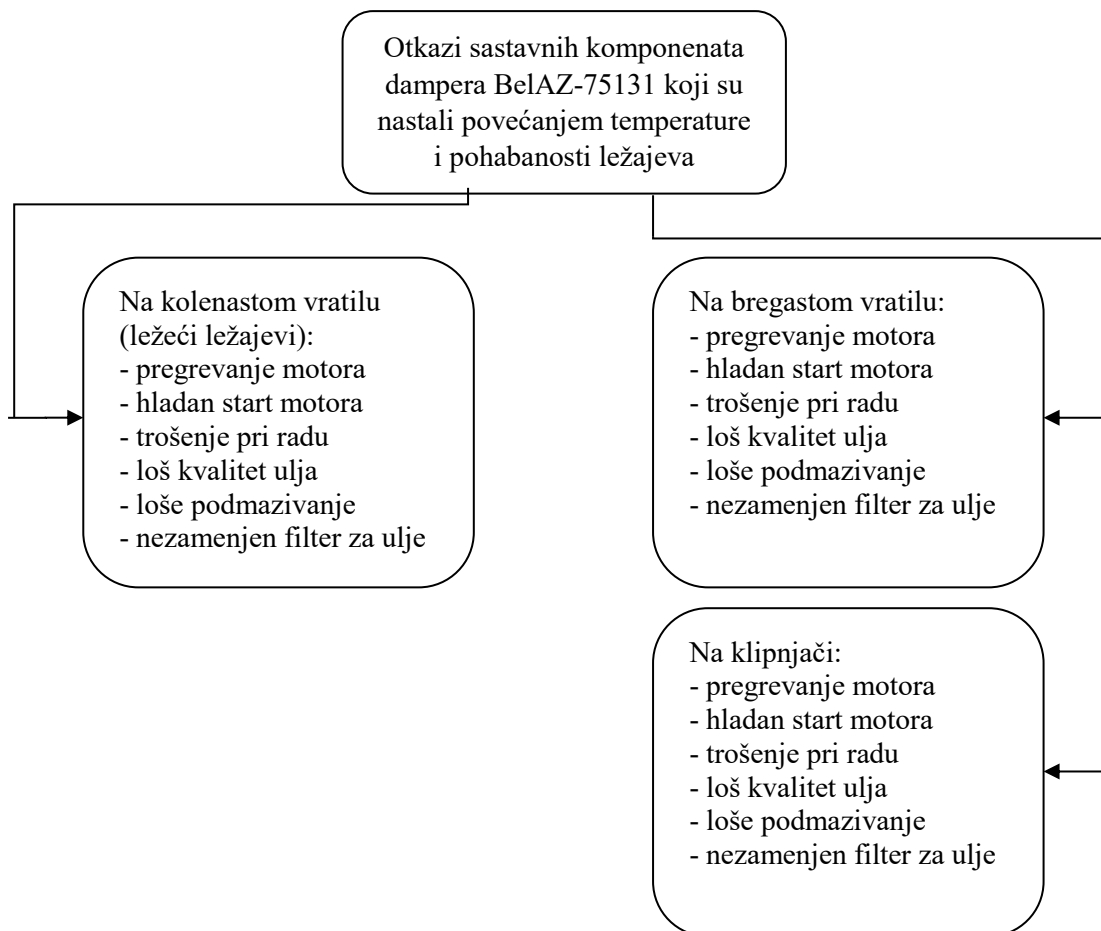 Otkazi sastavnih komponenata
dampera BelAZ-75131 koji su
nastali povećanjem temperature
i pohabanosti ležajeva
Na kolenastom vratilu
(ležeći ležajevi):
- pregrevanje motora
- hladan start motora
- trošenje pri radu
- loš kvalitet ulja
- loše podmazivanje
- nezamenjen filter za ulje
Na bregastom vratilu:
- pregrevanje motora
- hladan start motora
- trošenje pri radu
- loš kvalitet ulja
- loše podmazivanje
- nezamenjen filter za ulje
Na klipnjači:
- pregrevanje motora
- hladan start motora
- trošenje pri radu
- loš kvalitet ulja
- loše podmazivanje
- nezamenjen filter za ulje